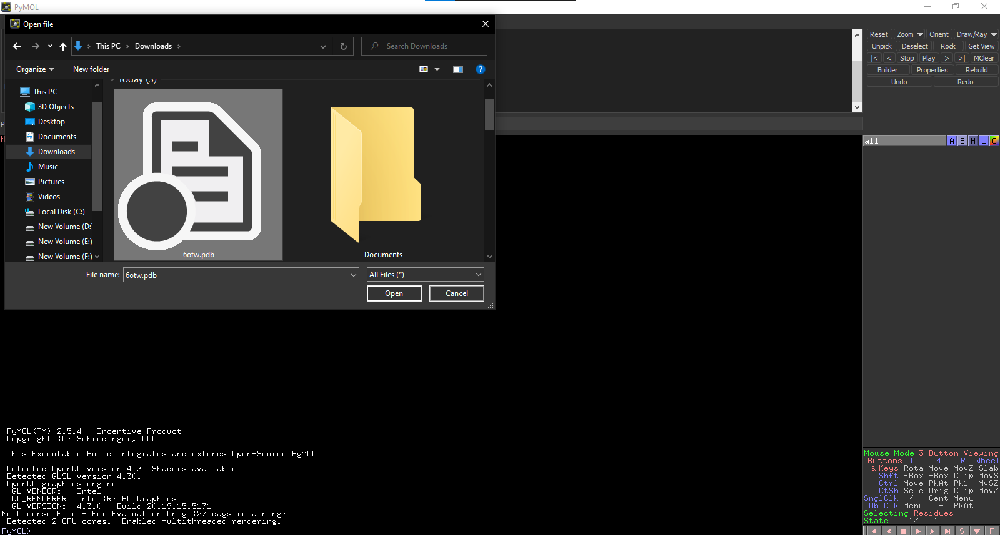 PyMOL
Open file
This PC > Downloads >
Search Downloads
Organize
New folder
?
Today (3)
This PC
3D Objects
Desktop
Documents
Downloads
Music
Pictures
Videos
Local Disk (C:)
New Volume (D:
New Volume (E:)
New Volume (F:)
6otw.pdb
Documents
File name:
6otw.pdb
All Files (*)
Open
Cancel
Reset Zoom Orient Draw/Ray
Unpick Deselect Rock Get View
|< < Stop Play > >| MClear
Builder Properties Rebuild
Undo Redo
all A S H L C
PyMOL(TM) 2.5.4 - Incentive Product
Copyright (C) Schrodinger, LLC
This Executable Build integrates and extends Open-Source PyMOL.
Detected OpenGL version 4.3. Shaders available.
Detected GLSL version 4.30.
OpenGL graphics engine:
GL_VENDOR: Intel
GL_RENDERER: Intel(R) HD Graphics
GL_VERSION: 4.3.0 - Build 20.19.15.5171
No License File - For Evaluation Only (27 days remaining)
Detected 2 CPU cores. Enabled multithreaded rendering.
PyMOL>_
Mouse Mode 3-Button Viewing
Buttons L M R Wheel
& Keys Rota Move MovZ Slab
Shft +Box -Box Clip MovS
Ctrl Move PkAt Pk1 MvSZ
CtSh Sele Orig Clip MovZ
SnglClk +/- Cent Menu
DblClk Menu - PkAt
Selecting Residues
State 1/ 1
S F